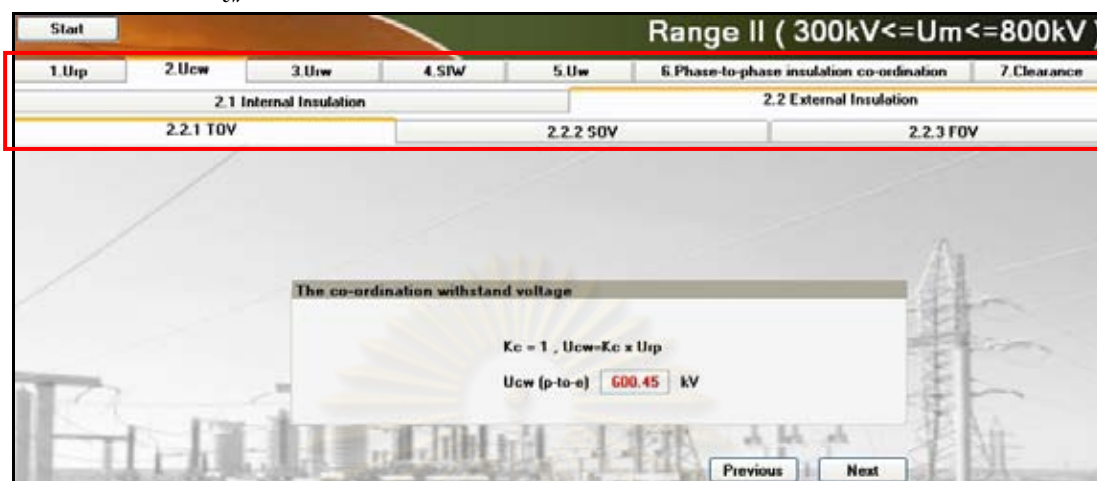 Start
Range II ( 300kV<=Um<=800kV )
1.Urp 2.Ucw 3.Urw 4.SIW 5.Uw 6.Phase-to-phase insulation co-ordination 7.Clearance
2.1 Internal Insulation 2.2 External Insulation
2.2.1 TOV 2.2.2 SOV 2.2.3 FOV
The co-ordination withstand voltage
Kc = 1 , Ucw=Kc x Urp
Ucw (p-to-e) 600.45 kV
Previous Next